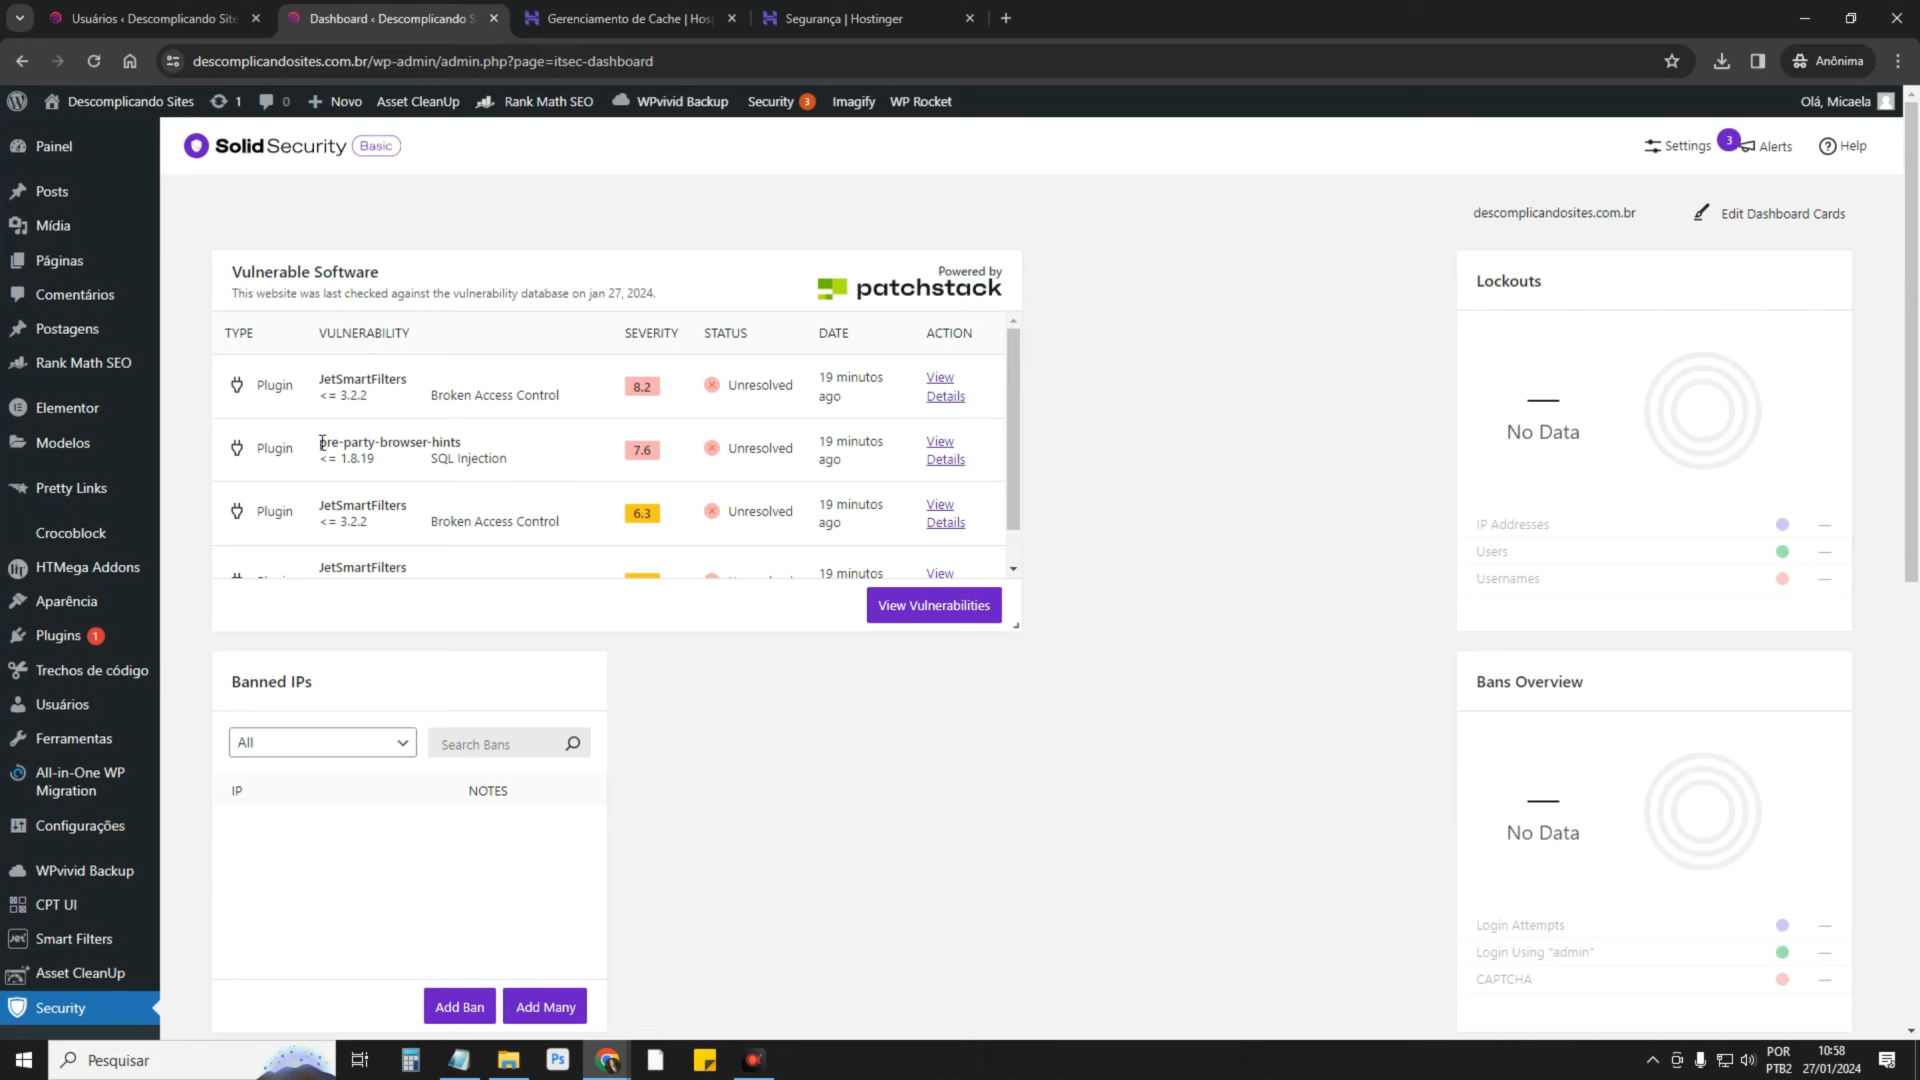 Usuários ‹ Descomplicando Site
Dashboard ‹ Descomplicando S
Gerenciamento de Cache | Hos
Segurança | Hostinger
descomplicandosites.com.br/wp-admin/admin.php?page=itsec-dashboard
Anônima
Descomplicando Sites
1
0
Novo
Asset CleanUp
Rank Math SEO
WPvivid Backup
Security 3
Imagify
WP Rocket
Olá, Micaela
Painel
Posts
Mídia
Páginas
Comentários
Postagens
Rank Math SEO
Elementor
Modelos
Pretty Links
Crocoblock
HTMega Addons
Aparência
Plugins 1
Trechos de código
Usuários
Ferramentas
All-in-One WP
Migration
Configurações
WPvivid Backup
CPT UI
Jet Smart Filters
Asset CleanUp
Security
SolidSecurity Basic
Settings
3 Alerts
Help
descomplicandosites.com.br
Edit Dashboard Cards
Vulnerable Software
This website was last checked against the vulnerability database on jan 27, 2024.
Powered by
patchstack
TYPE VULNERABILITY SEVERITY STATUS DATE ACTION
Plugin
JetSmartFilters
<= 3.2.2 Broken Access Control
8.2
Unresolved
19 minutos
ago
View
Details
Plugin
pre-party-browser-hints
<= 1.8.19 SQL Injection
7.6
Unresolved
19 minutos
ago
View
Details
Plugin
JetSmartFilters
<= 3.2.2 Broken Access Control
6.3
Unresolved
19 minutos
ago
View
Details
JetSmartFilters
19 minutos
View
View Vulnerabilities
Lockouts
No Data
IP Addresses —
Users —
Usernames —
Banned IPs
All
Search Bans
IP NOTES
Add Ban
Add Many
Bans Overview
No Data
Login Attempts —
Login Using "admin" —
CAPTCHA —
Pesquisar
Ps
POR
PTB2
10:58
27/01/2024